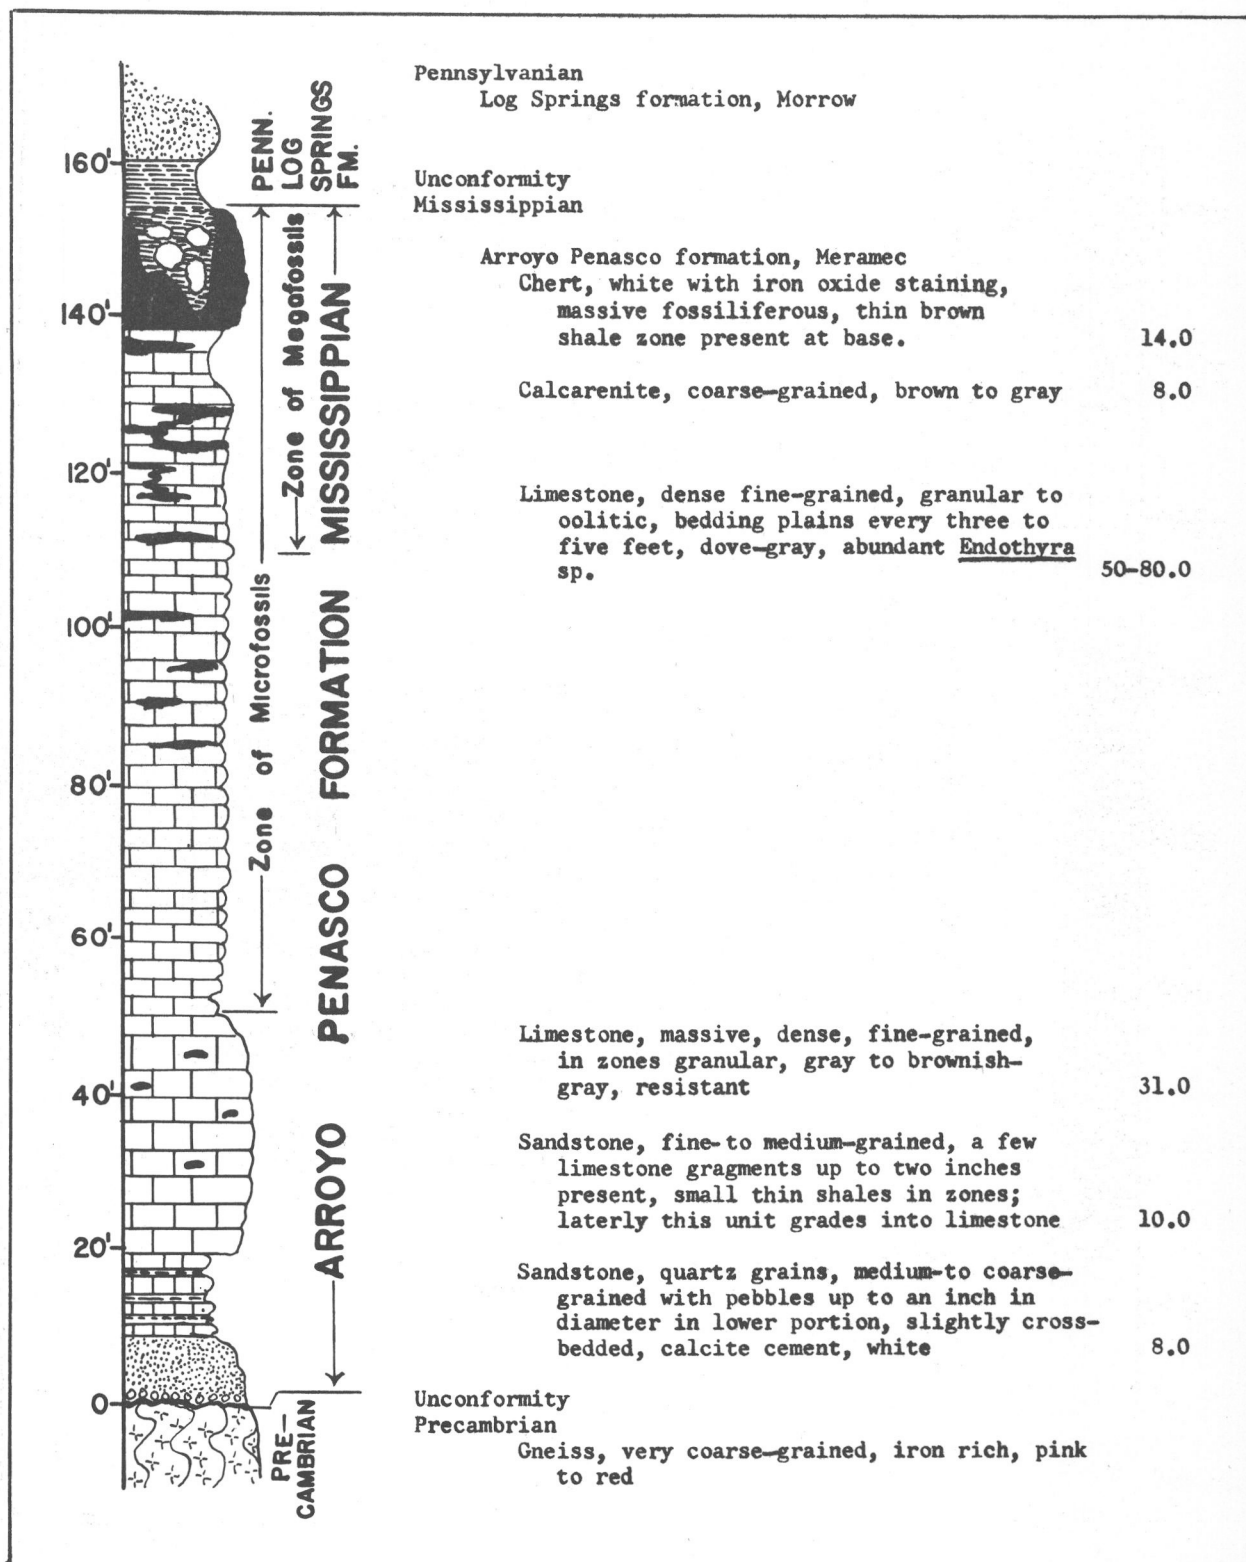 Pennsylvanian
Log Springs formation, Morrow
Unconformity
Mississippian
Arroyo Penasco formation, Meramec
Chert, white with iron oxide staining,
massive fossiliferous, thin brown
shale zone present at base. 14.0
Calcarenite, coarse-grained, brown to gray 8.0
Limestone, dense fine-grained, granular to
oolitic, bedding plains every three to
five feet, dove-gray, abundant Endothyra
sp. 50-80.0
Limestone, massive, dense, fine-grained,
in zones granular, gray to brownish-
gray, resistant 31.0
Sandstone, fine-to medium-grained, a few
limestone gragments up to two inches
present, small thin shales in zones;
laterly this unit grades into limestone 10.0
Sandstone, quartz grains, medium-to coarse-
grained with pebbles up to an inch in
diameter in lower portion, slightly cross-
bedded, calcite cement, white 8.0
Unconformity
Precambrian
Gneiss, very coarse-grained, iron rich, pink
to red
160'
140'
120'
100'
80'
60'
40'
20'
0
PENN.
LOG
SPRINGS
FM.
Zone of Microfossils
Zone of Megafossils
ARROYO PENASCO FORMATION MISSISSIPPIAN
PRE-
CAMBRIAN